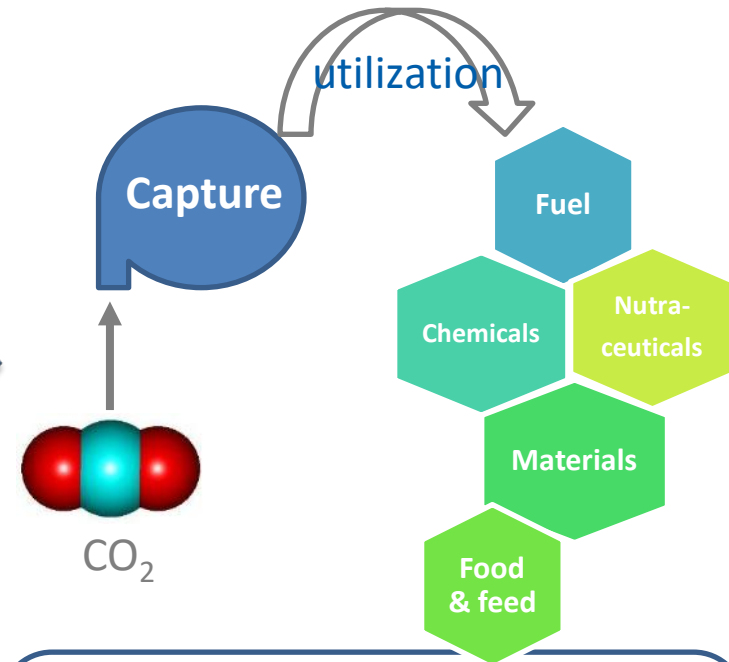 utilization
Capture
Fuel
Chemicals
Nutra-
ceuticals
Materials
CO₂
Food
& feed